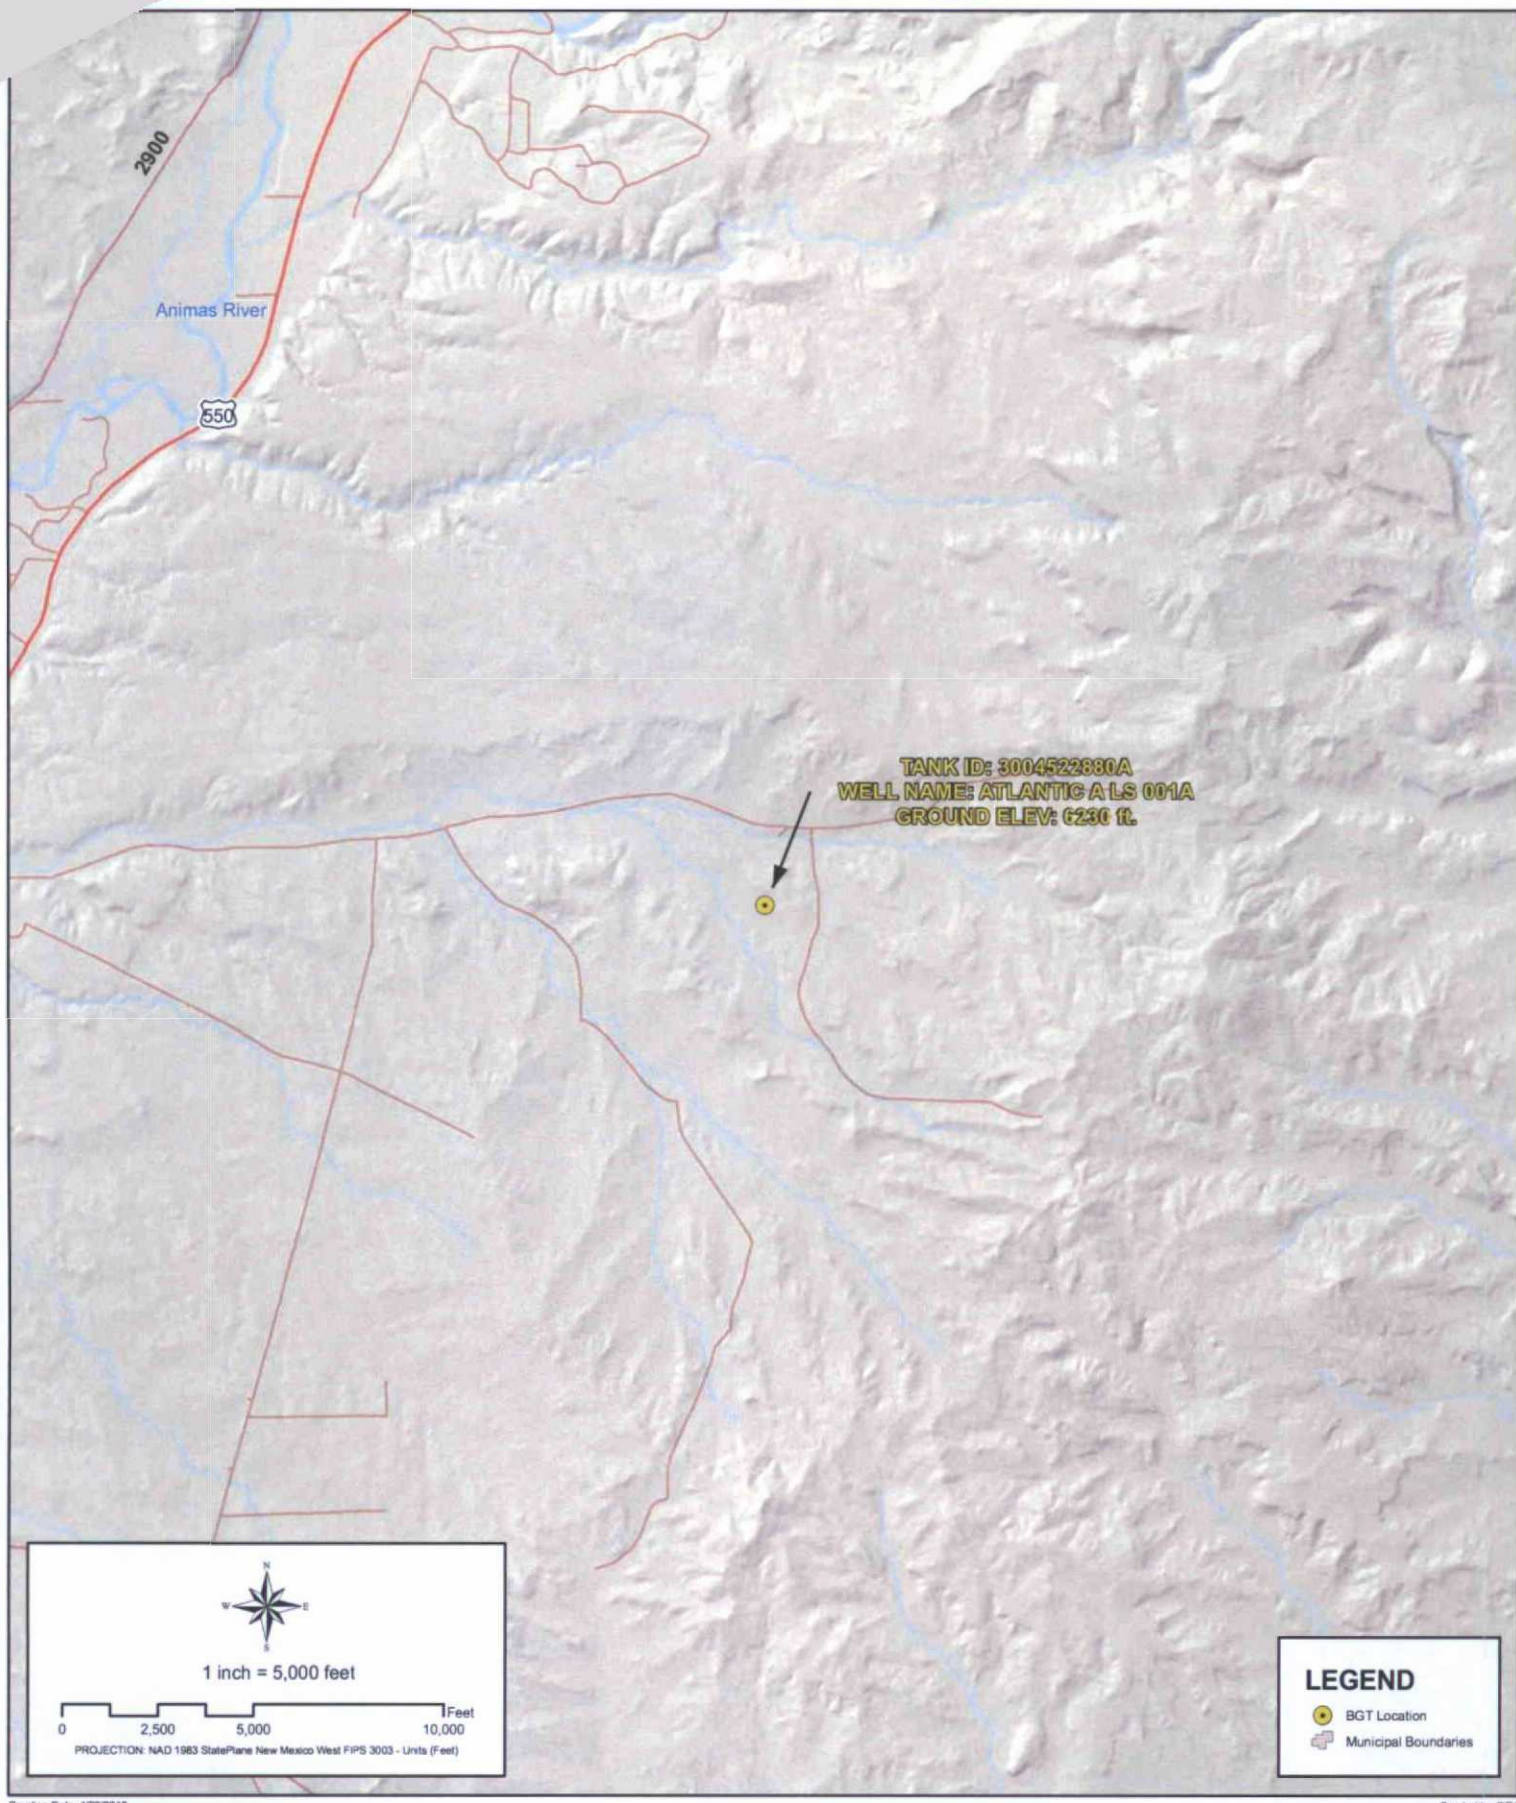 2900
Animas River
550
TANK ID: 3004522880A
WELL NAME: ATLANTIC A LS 001A
GROUND ELEV: 6230 ft.
N
W E
S
1 inch = 5,000 feet
Feet
0 2,500 5,000 10,000
PROJECTION: NAD 1983 StatePlane New Mexico West FIPS 3003 - Units (Feet)
LEGEND
BGT Location
Municipal Boundaries